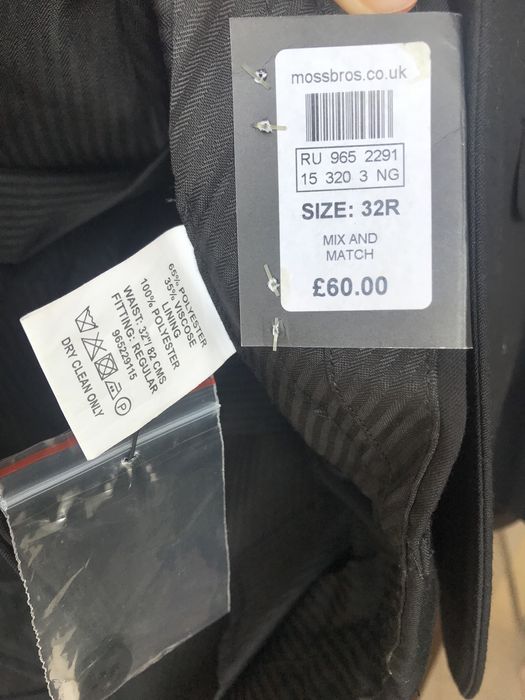 mossbros.co.uk
RU 965 2291
15 320 3 NG
SIZE: 32R
MIX AND
MATCH
£60.00
65% POLYESTER
35% VISCOSE
LINING
100% POLYESTER
WAIST: 32"/ 82 CMS
FITTING: REGULAR
965229115
P
DRY CLEAN ONLY